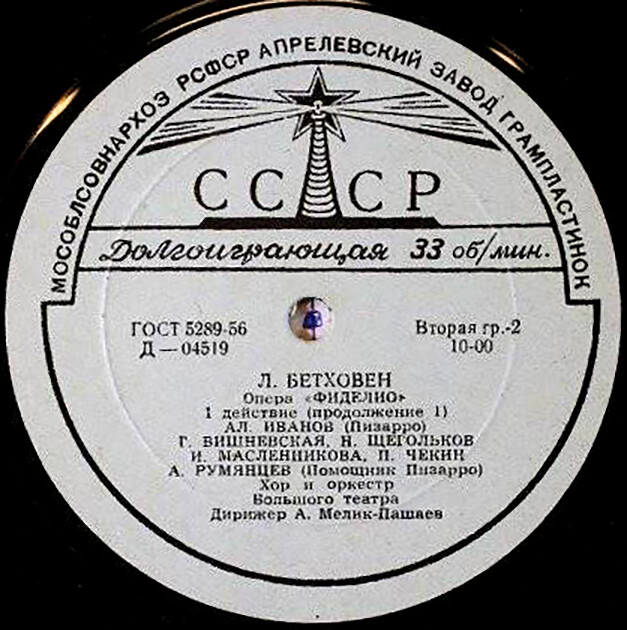 МОСОБЛСОВНАРХОЗ РСФСР АПРЕЛЕВСКИЙ ЗАВОД ГРАМПЛАСТИНОК
СССР
Долгоиграющая 33 об/мин.
ГОСТ 5289-56 Вторая гр.-2
Д — 04519 10-00
Л. БЕТХОВЕН
Опера «ФИДЕЛИО»
1 действие (продолжение 1)
АЛ. ИВАНОВ (Пизарро)
Г. ВИШНЕВСКАЯ, Н. ЩЕГОЛЬКОВ
И. МАСЛЕННИКОВА, П. ЧЕКИН
А. РУМЯНЦЕВ (Помощник Пизарро)
Хор и оркестр
Большого театра
Дирижер А. Мелик-Пашаев